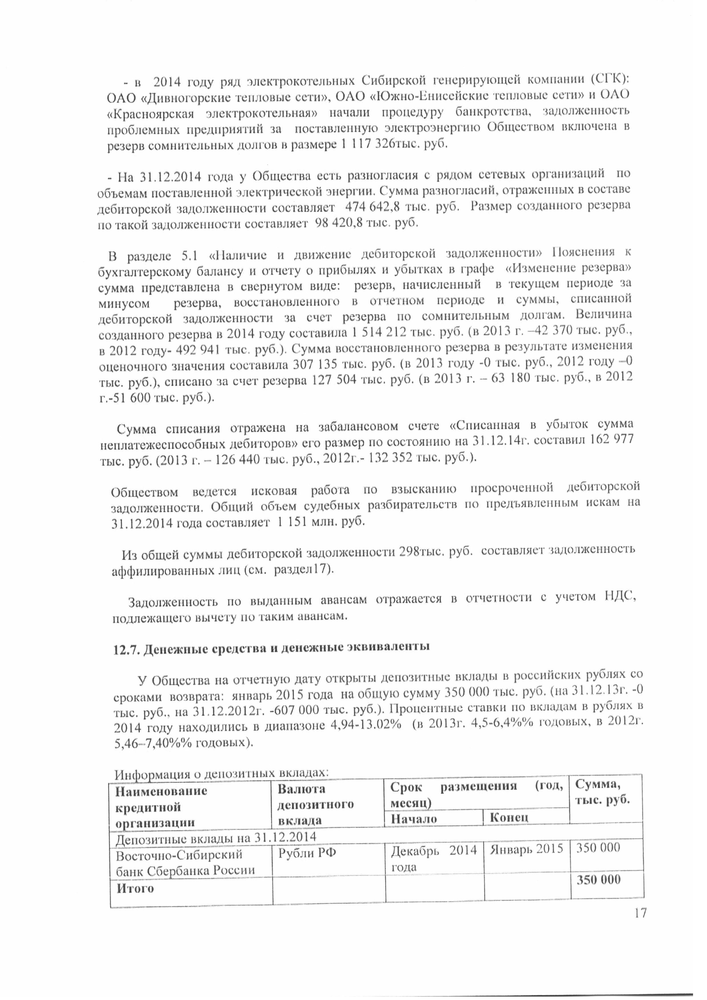 - в 2014 году ряд электрокотельных Сибирской генерирующей компании (СГК):
ОАО «Дивногорские тепловые сети», ОАО «Южно-Енисейские тепловые сети» и ОАО
«Красноярская электрокотельная» начали процедуру банкротства, задолженность
проблемных предприятий за поставленную электроэнергию Обществом включена в
резерв сомнительных долгов в размере 1 117 326тыс. руб.
- На 31.12.2014 года у Общества есть разногласия с рядом сетевых организаций по
объемам поставленной электрической энергии. Сумма разногласий, отраженных в составе
дебиторской задолженности составляет 474 642,8 тыс. руб. Размер созданного резерва
по такой задолженности составляет 98 420,8 тыс. руб.
В разделе 5.1 «Наличие и движение дебиторской задолженности» Пояснения к
бухгалтерскому балансу и отчету о прибылях и убытках в графе «Изменение резерва»
сумма представлена в свернутом виде: резерв, начисленный в текущем периоде за
минусом резерва, восстановленного в отчетном периоде и суммы, списанной
дебиторской задолженности за счет резерва по сомнительным долгам. Величина
созданного резерва в 2014 году составила 1 514 212 тыс. руб. (в 2013 г. –42 370 тыс. руб.,
в 2012 году- 492 941 тыс. руб.). Сумма восстановленного резерва в результате изменения
оценочного значения составила 307 135 тыс. руб. (в 2013 году -0 тыс. руб., 2012 году –0
тыс. руб.), списано за счет резерва 127 504 тыс. руб. (в 2013 г. – 63 180 тыс. руб., в 2012
г.-51 600 тыс. руб.).
Сумма списания отражена на забалансовом счете «Списанная в убыток сумма
неплатежеспособных дебиторов» его размер по состоянию на 31.12.14г. составил 162 977
тыс. руб. (2013 г. – 126 440 тыс. руб., 2012г.- 132 352 тыс. руб.).
Обществом ведется исковая работа по взысканию просроченной дебиторской
задолженности. Общий объем судебных разбирательств по предъявленным искам на
31.12.2014 года составляет 1 151 млн. руб.
Из общей суммы дебиторской задолженности 298тыс. руб. составляет задолженность
аффилированных лиц (см. раздел17).
Задолженность по выданным авансам отражается в отчетности с учетом НДС,
подлежащего вычету по таким авансам.
12.7. Денежные средства и денежные эквиваленты
У Общества на отчетную дату открыты депозитные вклады в российских рублях со
сроками возврата: январь 2015 года на общую сумму 350 000 тыс. руб. (на 31.12.13г. -0
тыс. руб., на 31.12.2012г. -607 000 тыс. руб.). Процентные ставки по вкладам в рублях в
2014 году находились в диапазоне 4,94-13.02% (в 2013г. 4,5-6,4%% годовых, в 2012г.
5,46–7,40%% годовых).
Информация о депозитных вкладах:
Наименование
кредитной
организации
Валюта
депозитного
вклада
Срок размещения (год,
месяц)
Начало
Конец
Сумма,
тыс. руб.
Депозитные вклады на 31.12.2014
Восточно-Сибирский
банк Сбербанка России
Рубли РФ
Декабрь 2014
года
Январь 2015
350 000
Итого
350 000
17